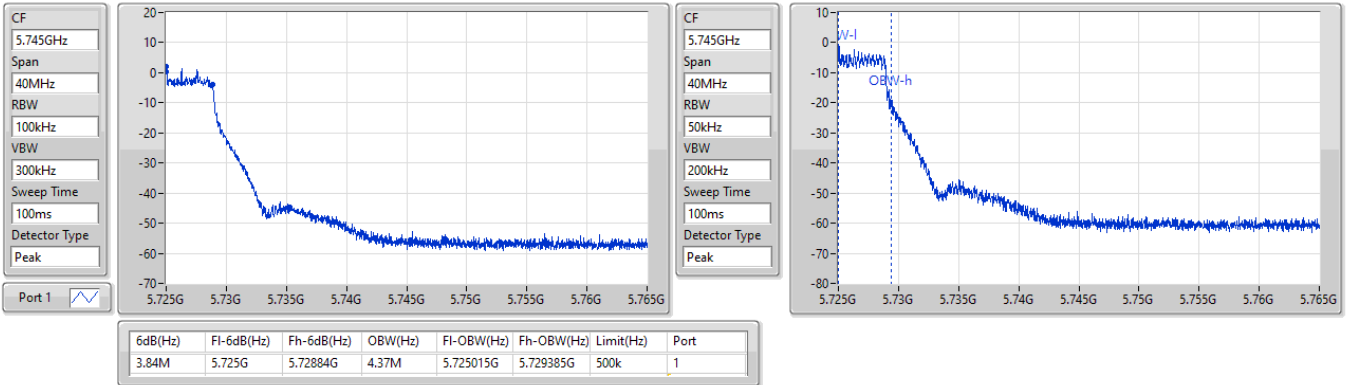 CF
5.745GHz
Span
40MHz
RBW
100kHz
VBW
300kHz
Sweep Time
100ms
Detector Type
Peak
Port 1
20
10
0
-10
-20
-30
-40
-50
-60
-70
5.725G 5.73G 5.735G 5.74G 5.745G 5.75G 5.755G 5.76G 5.765G
CF
5.745GHz
Span
40MHz
RBW
50kHz
VBW
200kHz
Sweep Time
100ms
Detector Type
Peak
10
0
-10
-20
-30
-40
-50
-60
-70
-80
W-l
OBW-h
5.725G 5.73G 5.735G 5.74G 5.745G 5.75G 5.755G 5.76G 5.765G
6dB(Hz) Fl-6dB(Hz) Fh-6dB(Hz) OBW(Hz) Fl-OBW(Hz) Fh-OBW(Hz) Limit(Hz) Port
3.84M 5.725G 5.72884G 4.37M 5.725015G 5.729385G 500k 1